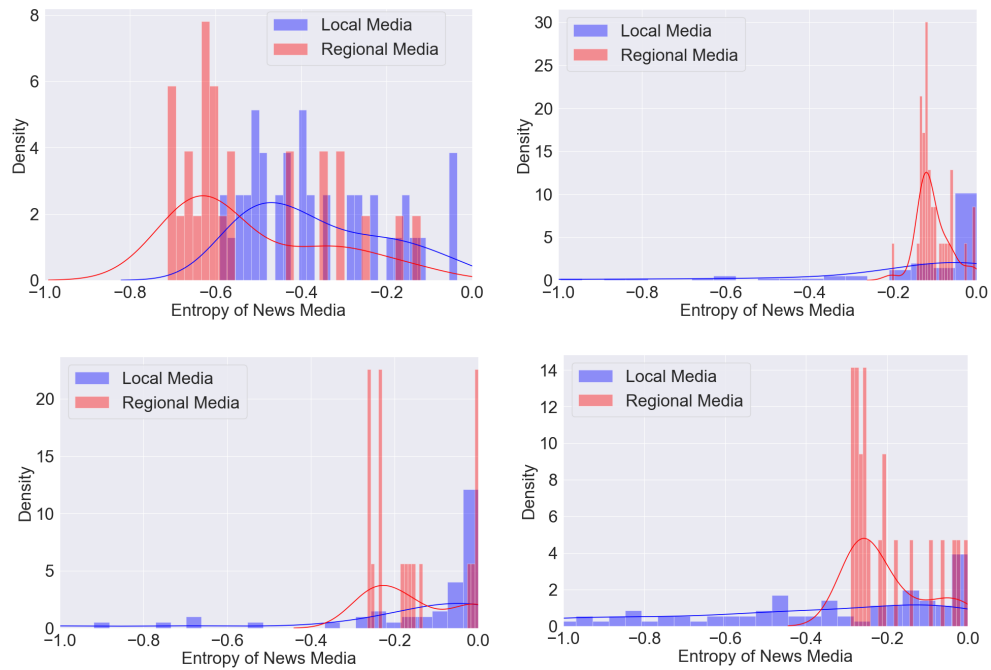 8
6
4
2
0
Density
Local Media
Regional Media
−1.0 −0.8 −0.6 −0.4 −0.2 0.0
Entropy of News Media
30
25
20
15
10
5
0
Density
Local Media
Regional Media
−1.0 −0.8 −0.6 −0.4 −0.2 0.0
Entropy of News Media
20
15
10
5
0
Density
Local Media
Regional Media
−1.0 −0.8 −0.6 −0.4 −0.2 0.0
Entropy of News Media
14
12
10
8
6
4
2
0
Density
Local Media
Regional Media
−1.0 −0.8 −0.6 −0.4 −0.2 0.0
Entropy of News Media